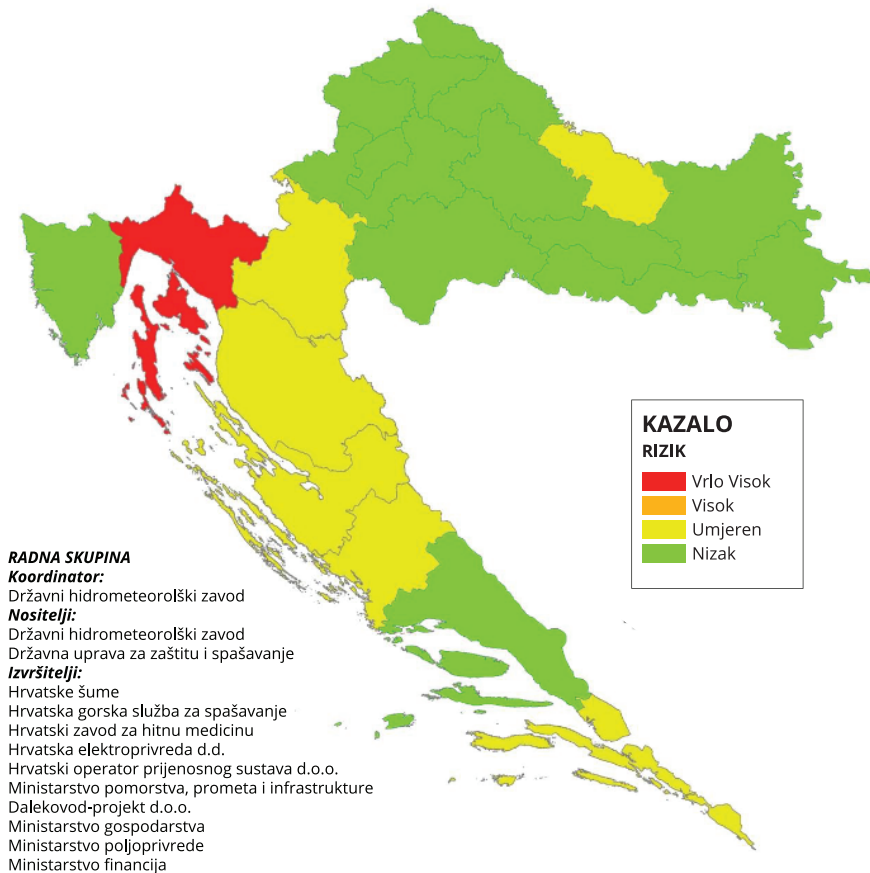 KAZALO
RIZIK
Vrlo Visok
Visok
Umjeren
Nizak
RADNA SKUPINA
Koordinator:
Državni hidrometeorolški zavod
Nositelji:
Državni hidrometeorolški zavod
Državna uprava za zaštitu i spašavanje
Izvršitelji:
Hrvatske šume
Hrvatska gorska služba za spašavanje
Hrvatski zavod za hitnu medicinu
Hrvatska elektroprivreda d.d.
Hrvatski operator prijenosnog sustava d.o.o.
Ministarstvo pomorstva, prometa i infrastrukture
Dalekovod-projekt d.o.o.
Ministarstvo gospodarstva
Ministarstvo poljoprivrede
Ministarstvo financija